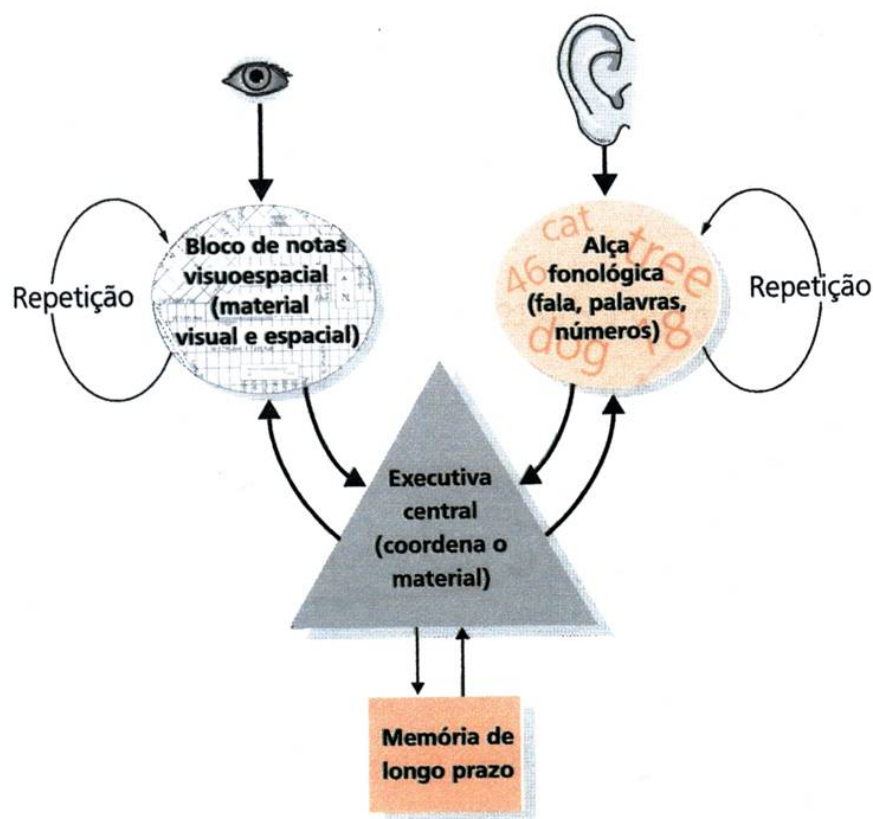 Bloco de notas
visuoespacial
(material
visual e espacial)
Repetição
cat
tree
46
dog
18
Alça
fonológica
(fala, palavras,
números)
Repetição
Executiva
central
(coordena o
material)
Memória de
longo prazo